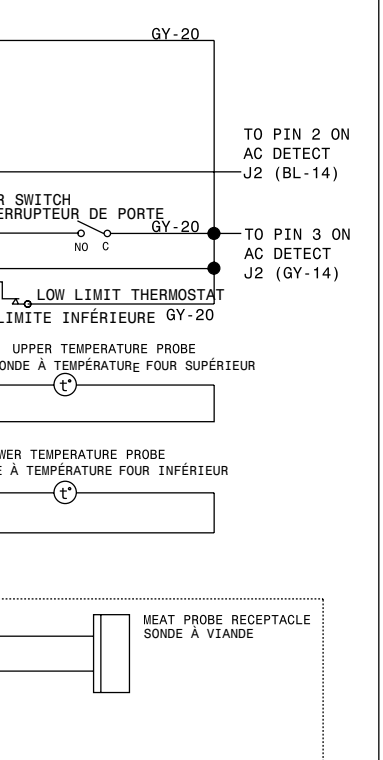 GY-20
TO PIN 2 ON
AC DETECT
J2 (BL-14)
R SWITCH
ERRUPTEUR DE PORTE
GY-20
NO C
TO PIN 3 ON
AC DETECT
J2 (GY-14)
LOW LIMIT THERMOSTAT
LIMITE INFÉRIEURE GY-20
UPPER TEMPERATURE PROBE
ONDE À TEMPÉRATURE FOUR SUPÉRIEUR
t°
WER TEMPERATURE PROBE
E À TEMPÉRATURE FOUR INFÉRIEUR
t°
MEAT PROBE RECEPTACLE
SONDE À VIANDE